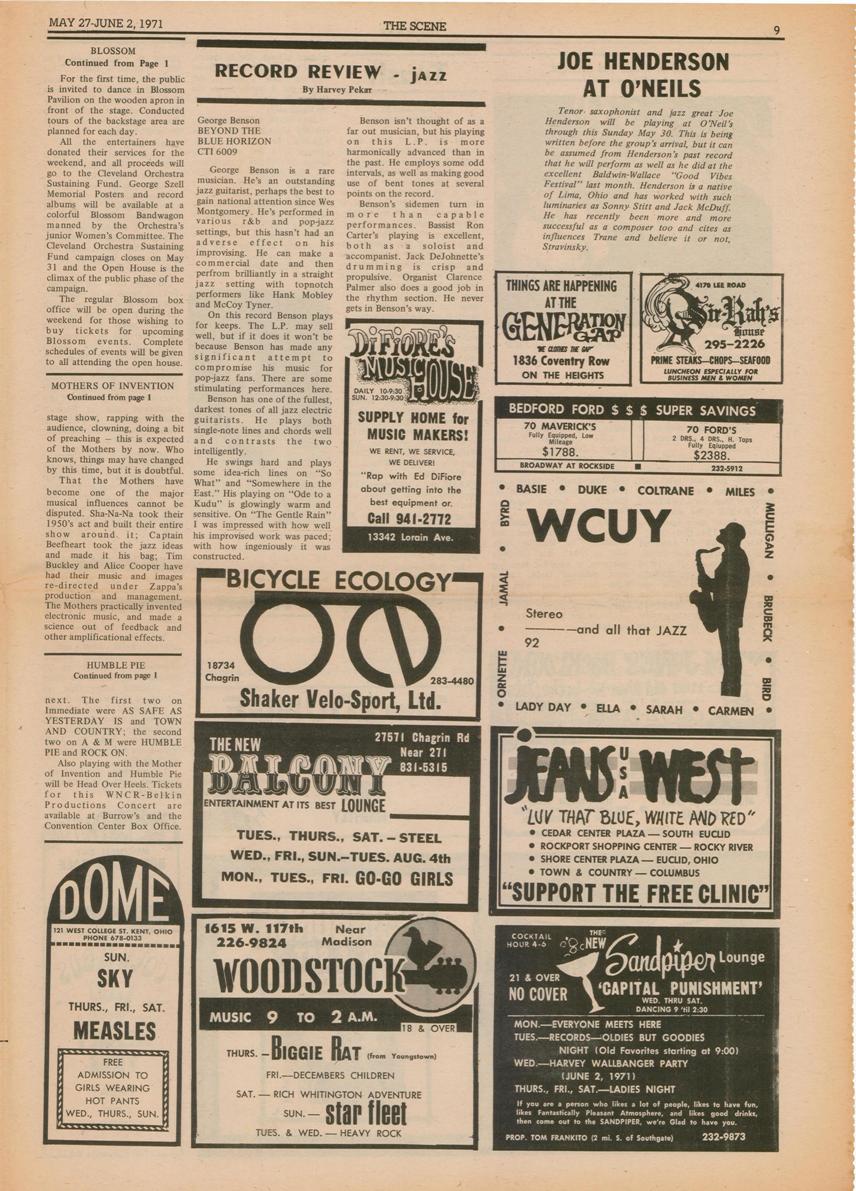 MAY 27-JUNE 2, 1971
THE SCENE
9
BLOSSOM
Continued from Page 1
For the first time, the public
is invited to dance in Blossom
Pavilion on the wooden apron in
front of the stage. Conducted
tours of the backstage area are
planned for each day.
All the entertainers have
donated their services for the
weekend, and all proceeds will
go to the Cleveland Orchestra
Sustaining Fund. George Szell
Memorial Posters and record
albums will be available at a
colorful Blossom Bandwagon
manned by the Orchestra's
junior Women's Committee. The
Cleveland Orchestra Sustaining
Fund campaign closes on May
31 and the Open House is the
climax of the public phase of the
campaign.
The regular Blossom box
office will be open during the
weekend for those wishing to
buy tickets for upcoming
Blossom events. Complete
schedules of events will be given
to all attending the open house.
MOTHERS OF INVENTION
Continued from page 1
stage show, rapping with the
audience, clowning, doing a bit
of preaching — this is expected
of the Mothers by now. Who
knows, things may have changed
by this time, but it is doubtful.
That the Mothers have
become one of the major
musical influences cannot be
disputed. Sha-Na-Na took their
1950's act and built their entire
show around it; Captain
Beefheart took the jazz ideas
and made it his bag; Tim
Buckley and Alice Cooper have
had their music and images
re-directed under Zappa's
production and management.
The Mothers practically invented
electronic music, and made a
science out of feedback and
other amplificational effects.
HUMBLE PIE
Continued from page 1
next. The first two on
Immediate were AS SAFE AS
YESTERDAY IS and TOWN
AND COUNTRY; the second
two on A & M were HUMBLE
PIE and ROCK ON.
Also playing with the Mother
of Invention and Humble Pie
will be Head Over Heels. Tickets
for this WNCR-Belkin
Productions Concert are
available at Burrow's and the
Convention Center Box Office.
DOME
121 WEST COLLEGE ST. KENT, OHIO
PHONE 678-0133
SUN.
SKY
THURS., FRI., SAT.
MEASLES
FREE
ADMISSION TO
GIRLS WEARING
HOT PANTS
WED., THURS., SUN.
RECORD REVIEW - jAZZ
By Harvey Pekar
George Benson
BEYOND THE
BLUE HORIZON
CTI 6009
George Benson is a rare
musician. He's an outstanding
jazz guitarist, perhaps the best to
gain national attention since Wes
Montgomery. He's performed in
various r&b and pop-jazz
settings, but this hasn't had an
adverse effect on his
improvising. He can make a
commercial date and then
perfrom brilliantly in a straight
jazz setting with topnotch
performers like Hank Mobley
and McCoy Tyner.
On this record Benson plays
for keeps. The L.P. may sell
well, but if it does it won't be
because Benson has made any
significant attempt to
compromise his music for
pop-jazz fans. There are some
stimulating performances here.
Benson has one of the fullest,
darkest tones of all jazz electric
guitarists. He plays both
single-note lines and chords well
and contrasts the two
intelligently.
He swings hard and plays
some idea-rich lines on "So
What" and "Somewhere in the
East." His playing on "Ode to a
Kudu" is glowingly warm and
sensitive. On "The Gentle Rain"
I was impressed with how well
his improvised work was paced;
with how ingeniously it was
constructed.
Benson isn't thought of as a
far out musician, but his playing
on this L.P. is more
harmonically advanced than in
the past. He employs some odd
intervals, as well as making good
use of bent tones at several
points on the record.
Benson's sidemen turn in
more than capable
performances. Bassist Ron
Carter's playing is excellent,
both as a soloist and
accompanist. Jack DeJohnette's
drumming is crisp and
propulsive. Organist Clarence
Palmer also does a good job in
the rhythm section. He never
gets in Benson's way.
DiFiORE'S
MUSIC HOUSE
DAILY 10-9:30
SUN. 12:30-9:30
SUPPLY HOME for
MUSIC MAKERS!
WE RENT, WE SERVICE,
WE DELIVER!
"Rap with Ed DiFiore
about getting into the
best equipment or.
Call 941-2772
13342 Lorain Ave.
BICYCLE ECOLOGY
18734
Chagrin
283-4480
Shaker Velo-Sport, Ltd.
THE NEW
BALCONY
27571 Chagrin Rd
Near 271
831-5315
ENTERTAINMENT AT ITS BEST LOUNGE
TUES., THURS., SAT. – STEEL
WED., FRI., SUN.–TUES. AUG. 4th
MON., TUES., FRI. GO-GO GIRLS
1615 W. 117th
226-9824
Near
Madison
WOODSTOCK
MUSIC 9 TO 2 A.M.
18 & OVER
THURS. – BIGGIE RAT (from Youngstown)
FRI.—DECEMBERS CHILDREN
SAT. — RICH WHITINGTON ADVENTURE
SUN. — star fleet
TUES. & WED. — HEAVY ROCK
JOE HENDERSON
AT O'NEILS
Tenor saxophonist and jazz great Joe
Henderson will be playing at O'Neil's
through this Sunday May 30. This is being
written before the group's arrival, but it can
be assumed from Henderson's past record
that he will perform as well as he did at the
excellent Baldwin-Wallace "Good Vibes
Festival" last month. Henderson is a native
of Lima, Ohio and has worked with such
luminaries as Sonny Stitt and Jack McDuff.
He has recently been more and more
successful as a composer too and cites as
influences Trane and believe it or not,
Stravinsky.
THINGS ARE HAPPENING
AT THE
GENERATION
GAP
"WE CLOTHES THE GAP"
1836 Coventry Row
ON THE HEIGHTS
4179 LEE ROAD
Sir-Rah's
House
295-2226
PRIME STEAKS—CHOPS—SEAFOOD
LUNCHEON ESPECIALLY FOR
BUSINESS MEN & WOMEN
BEDFORD FORD $ $ $ SUPER SAVINGS
70 MAVERICK'S
Fully Equipped, Low
Mileage
$1788.
70 FORD'S
2 DRS., 4 DRS., H. Tops
Fully Equipped
$2388.
BROADWAY AT ROCKSIDE
232-5912
• BASIE • DUKE • COLTRANE • MILES •
MULLIGAN • BRUBECK • BIRD •
ORNETTE • JAMAL • BYRD
WCUY
Stereo
———and all that JAZZ
92
LADY DAY • ELLA • SARAH • CARMEN
JEANS USA WEST
"LUV THAT BLUE, WHITE AND RED"
• CEDAR CENTER PLAZA — SOUTH EUCLID
• ROCKPORT SHOPPING CENTER — ROCKY RIVER
• SHORE CENTER PLAZA — EUCLID, OHIO
• TOWN & COUNTRY — COLUMBUS
"SUPPORT THE FREE CLINIC"
COCKTAIL
HOUR 4-6
THE
NEW
Sandpiper Lounge
21 & OVER
NO COVER
'CAPITAL PUNISHMENT'
WED. THRU SAT.
DANCING 9 'til 2:30
MON.—EVERYONE MEETS HERE
TUES.—RECORDS—OLDIES BUT GOODIES
NIGHT (Old Favorites starting at 9:00)
WED.—HARVEY WALLBANGER PARTY
(JUNE 2, 1971)
THURS., FRI., SAT.—LADIES NIGHT
If you are a person who likes a lot of people, likes to have fun,
likes Fantastically Pleasant Atmosphere, and likes good drinks,
then come out to the SANDPIPER, we're Glad to have you.
PROP. TOM FRANKITO (2 mi. S. of Southgate)
232-9873